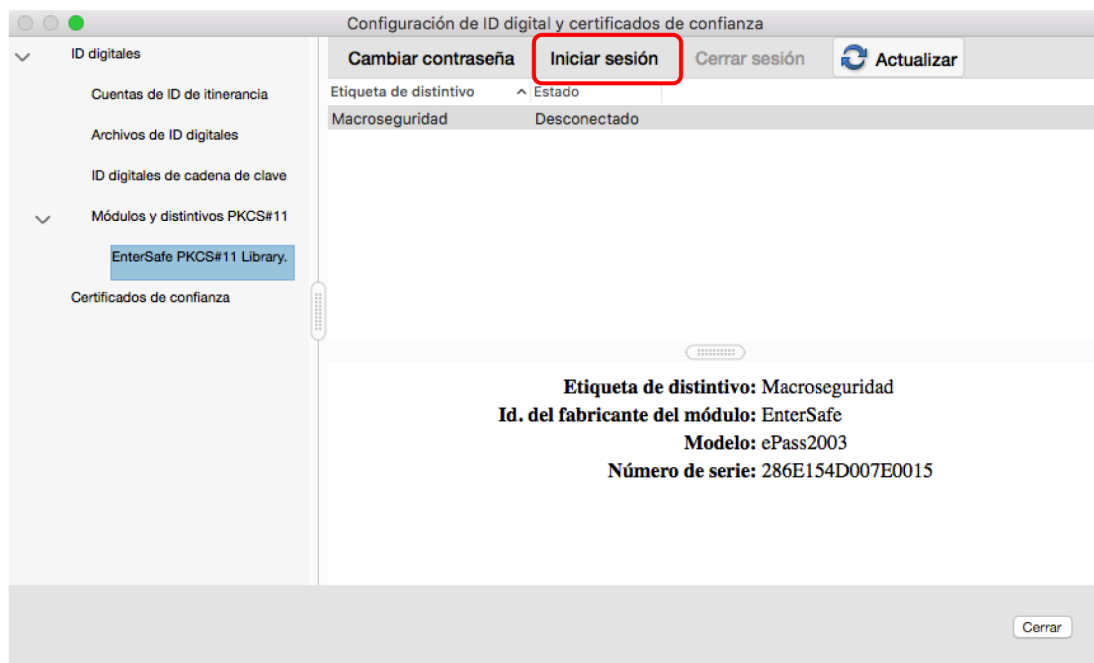 Configuración de ID digital y certificados de confianza
ID digitales
Cuentas de ID de itinerancia
Archivos de ID digitales
ID digitales de cadena de clave
Módulos y distintivos PKCS#11
EnterSafe PKCS#11 Library.
Certificados de confianza
Cambiar contraseña Iniciar sesión Cerrar sesión Actualizar
Etiqueta de distintivo Estado
Macroseguridad Desconectado
Etiqueta de distintivo: Macroseguridad
Id. del fabricante del módulo: EnterSafe
Modelo: ePass2003
Número de serie: 286E154D007E0015
Cerrar